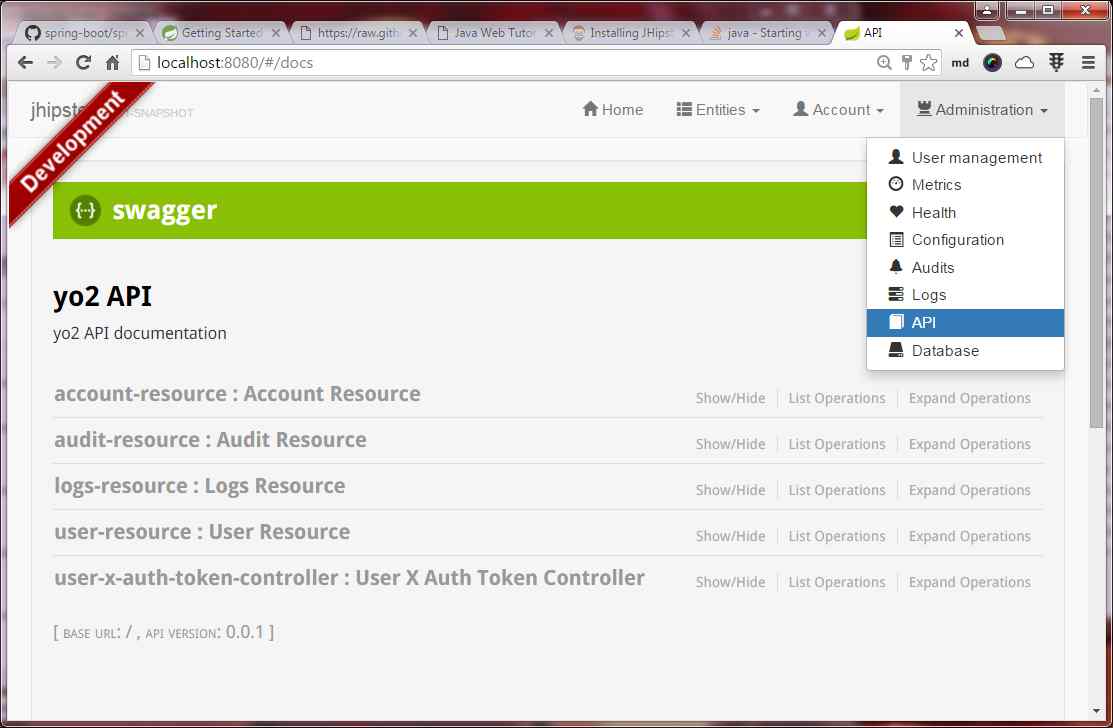 spring-boot/sp
Getting Started
https://raw.gith
Java Web Tutor
Installing JHips
java - Starting
API
localhost:8080/#/docs
md
jhipste
-SNAPSHOT
Development
Home
Entities
Account
Administration
User management
Metrics
Health
Configuration
Audits
Logs
API
Database
{··} swagger
yo2 API
yo2 API documentation
account-resource : Account Resource Show/Hide List Operations Expand Operations
audit-resource : Audit Resource Show/Hide List Operations Expand Operations
logs-resource : Logs Resource Show/Hide List Operations Expand Operations
user-resource : User Resource Show/Hide List Operations Expand Operations
user-x-auth-token-controller : User X Auth Token Controller Show/Hide List Operations Expand Operations
[ BASE URL: / , API VERSION: 0.0.1 ]